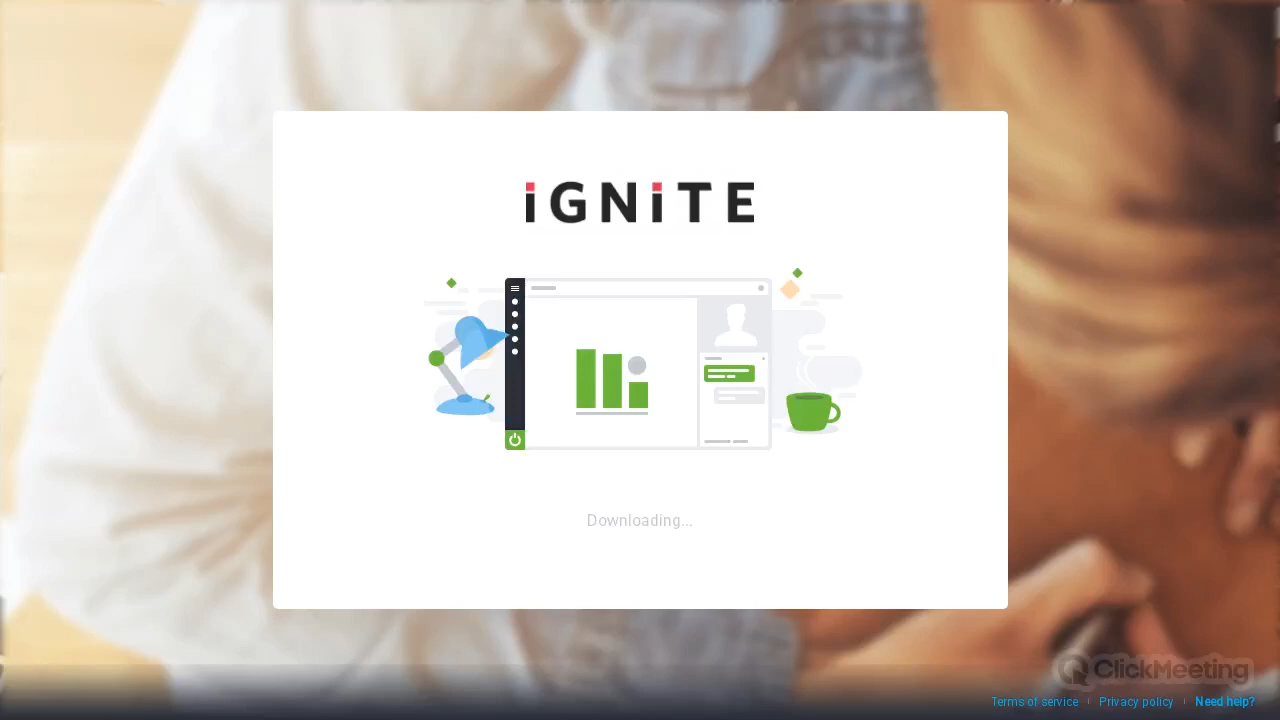 iGNiTE
Downloading...
ClickMeeting
Terms of service | Privacy policy | Need help?